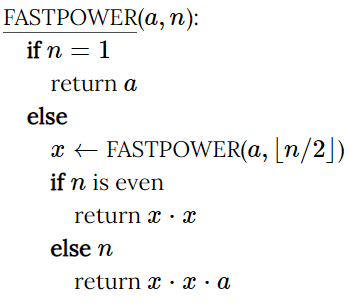 FASTPOWER(a, n):
if n = 1
return a
else
x ← FASTPOWER(a, ⌊n/2⌋)
if n is even
return x · x
else n
return x · x · a